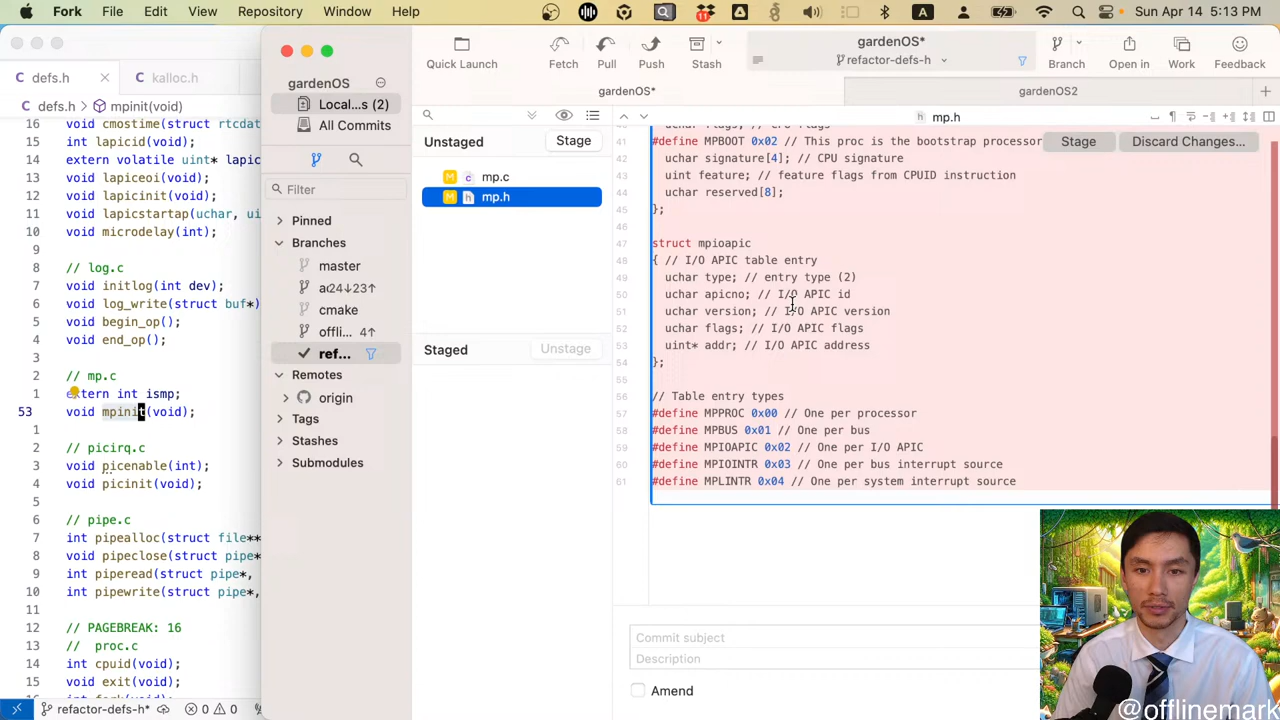 Fork File Edit View Repository Window Help Sun Apr 14 5:13 PM
defs.h kalloc.h
defs.h > mpinit(void)
16 void cmostime(struct rtcdat
15 int lapicid(void);
14 extern volatile uint* lapic
13 void lapiceoi(void);
12 void lapicinit(void);
11 void lapicstartap(uchar, ui
10 void microdelay(int);
9
8 // log.c
7 void initlog(int dev);
6 void log_write(struct buf*)
5 void begin_op();
4 void end_op();
3
2 // mp.c
1 extern int ismp;
53 void mpinit(void);
1
2 // picirq.c
3 void picenable(int);
4 void picinit(void);
5
6 // pipe.c
7 int pipealloc(struct file**
8 void pipeclose(struct pipe*
9 int piperead(struct pipe*,
10 int pipewrite(struct pipe*,
11
12 // PAGEBREAK: 16
13 // proc.c
14 int cpuid(void);
15 void exit(void);
16 int fork(void);
refactor-defs-h* 0 0
gardenOS
Local...s (2)
All Commits
Filter
Pinned
Branches
master
a 24↓23↑
cmake
offli... 4↑
ref...
Remotes
origin
Tags
Stashes
Submodules
Quick Launch Fetch Pull Push Stash
gardenOS*
refactor-defs-h
Branch Open in Work Feedback
gardenOS* gardenOS2
mp.h
Unstaged Stage
M mp.c
M mp.h
Staged Unstage
Stage Discard Changes...
41 #define MPBOOT 0x02 // This proc is the bootstrap processor
42 uchar signature[4]; // CPU signature
43 uint feature; // feature flags from CPUID instruction
44 uchar reserved[8];
45 };
46
47 struct mpioapic
48 { // I/O APIC table entry
49 uchar type; // entry type (2)
50 uchar apicno; // I/O APIC id
51 uchar version; // I/O APIC version
52 uchar flags; // I/O APIC flags
53 uint* addr; // I/O APIC address
54 };
55
56 // Table entry types
57 #define MPPROC 0x00 // One per processor
58 #define MPBUS 0x01 // One per bus
59 #define MPIOAPIC 0x02 // One per I/O APIC
60 #define MPIOINTR 0x03 // One per bus interrupt source
61 #define MPLINTR 0x04 // One per system interrupt source
Commit subject
Description
Amend
@offlinemark